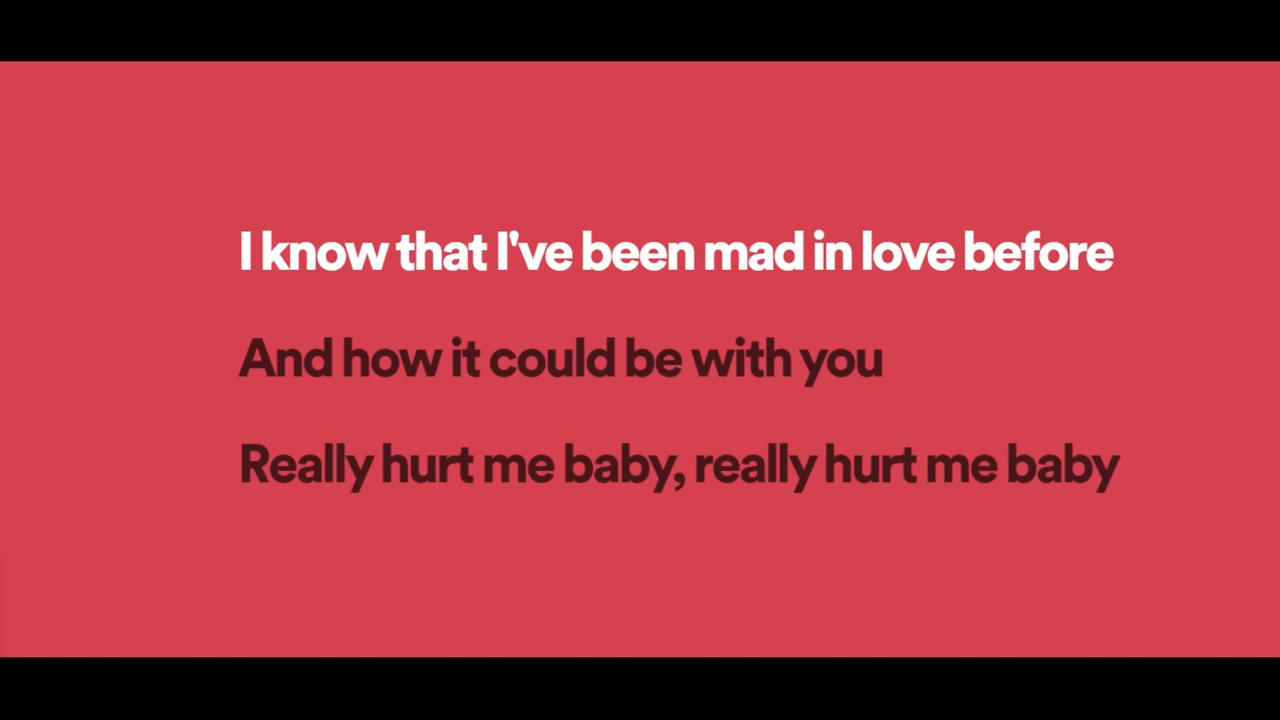 I know that I've been mad in love before
And how it could be with you
Really hurt me baby, really hurt me baby